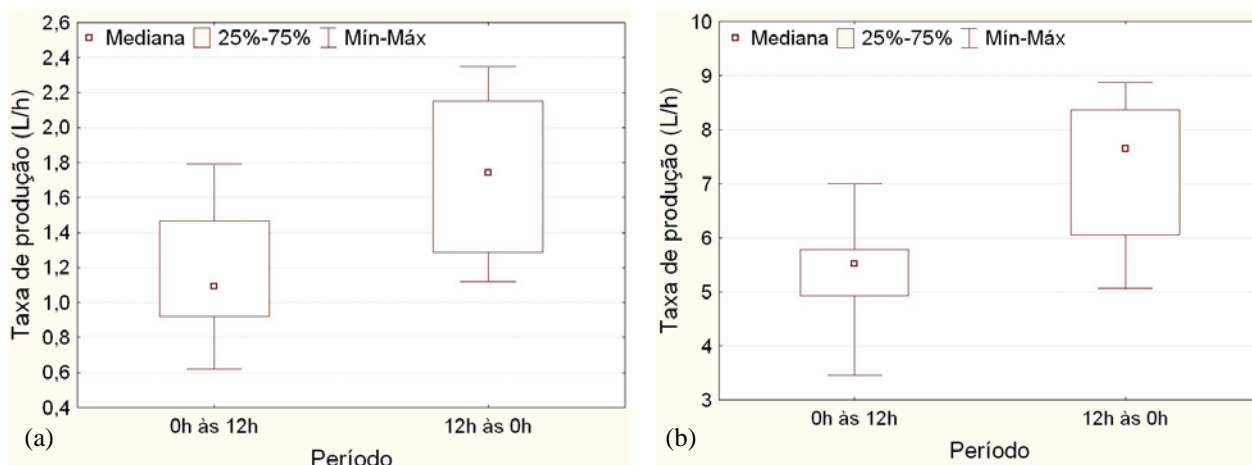 2,6
Mediana 25%-75% Mín-Máx
2,4
2,2
2,0
1,8
1,6
1,4
1,2
1,0
0,8
0,6
0,4
Taxa de produção (L/h)
0h às 12h 12h às 0h
Período
(a)
10
Mediana 25%-75% Mín-Máx
9
8
7
6
5
4
3
Taxa de produção (L/h)
0h às 12h 12h às 0h
Período
(b)